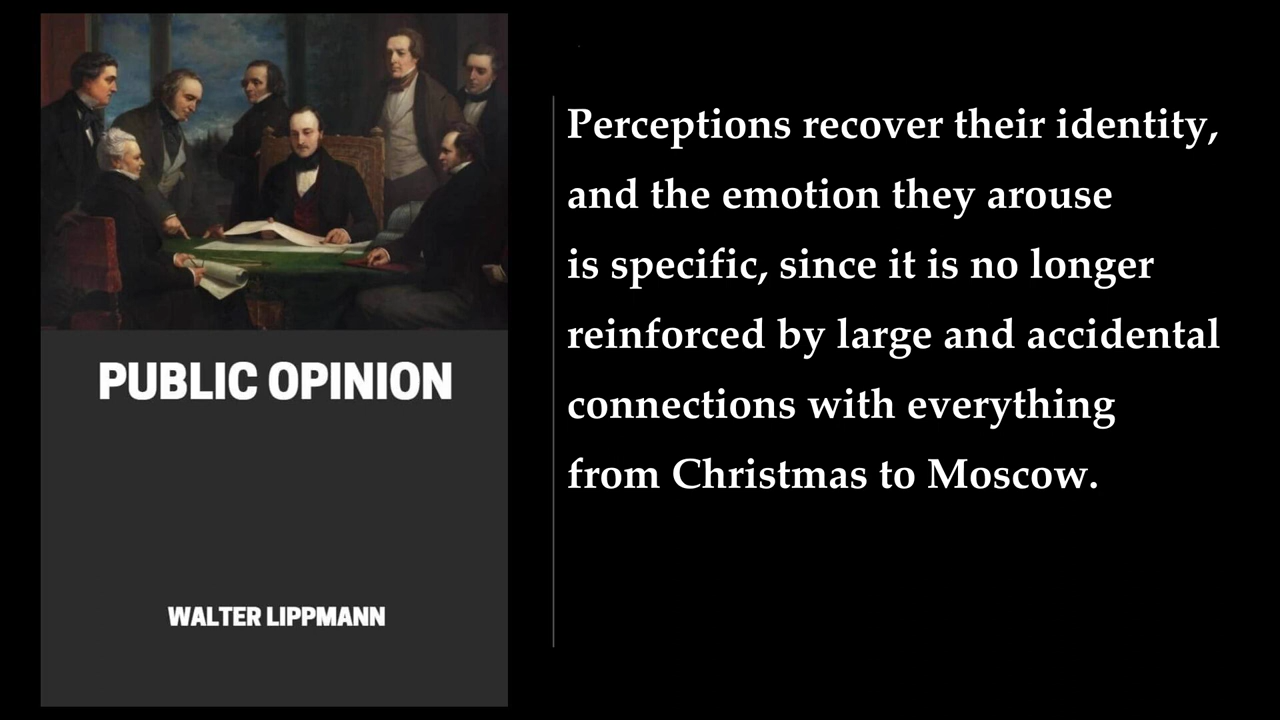 PUBLIC OPINION
WALTER LIPPMANN
Perceptions recover their identity,
and the emotion they arouse
is specific, since it is no longer
reinforced by large and accidental
connections with everything
from Christmas to Moscow.